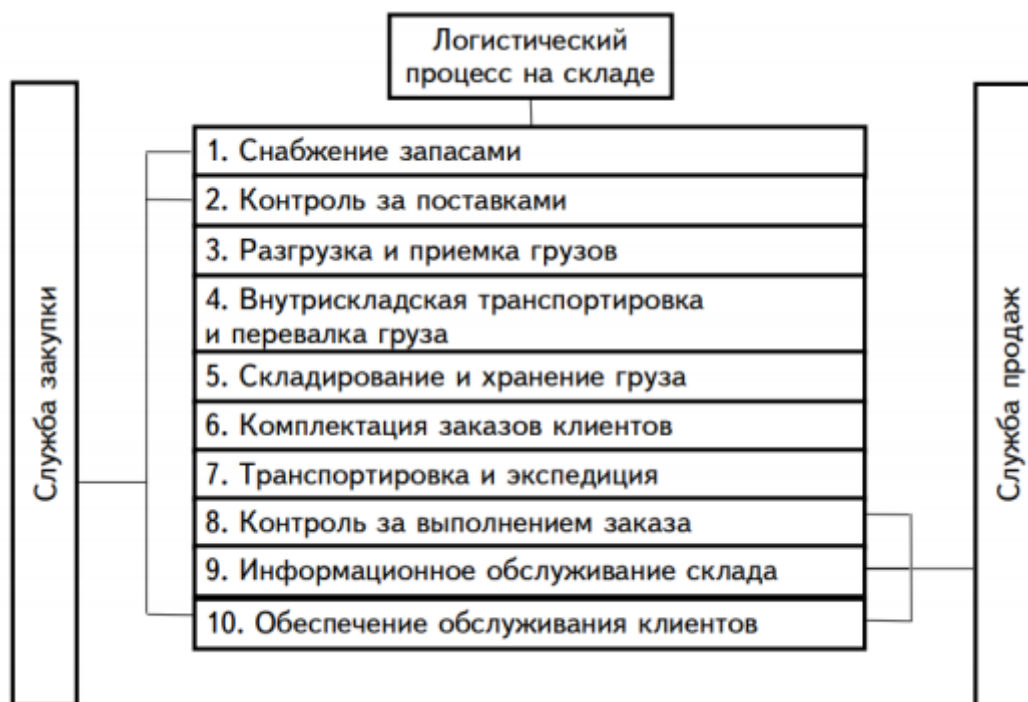 Логистический
процесс на складе
Служба закупки
1. Снабжение запасами
2. Контроль за поставками
3. Разгрузка и приемка грузов
4. Внутрискладская транспортировка
и перевалка груза
5. Складирование и хранение груза
6. Комплектация заказов клиентов
7. Транспортировка и экспедиция
8. Контроль за выполнением заказа
9. Информационное обслуживание склада
10. Обеспечение обслуживания клиентов
Служба продаж